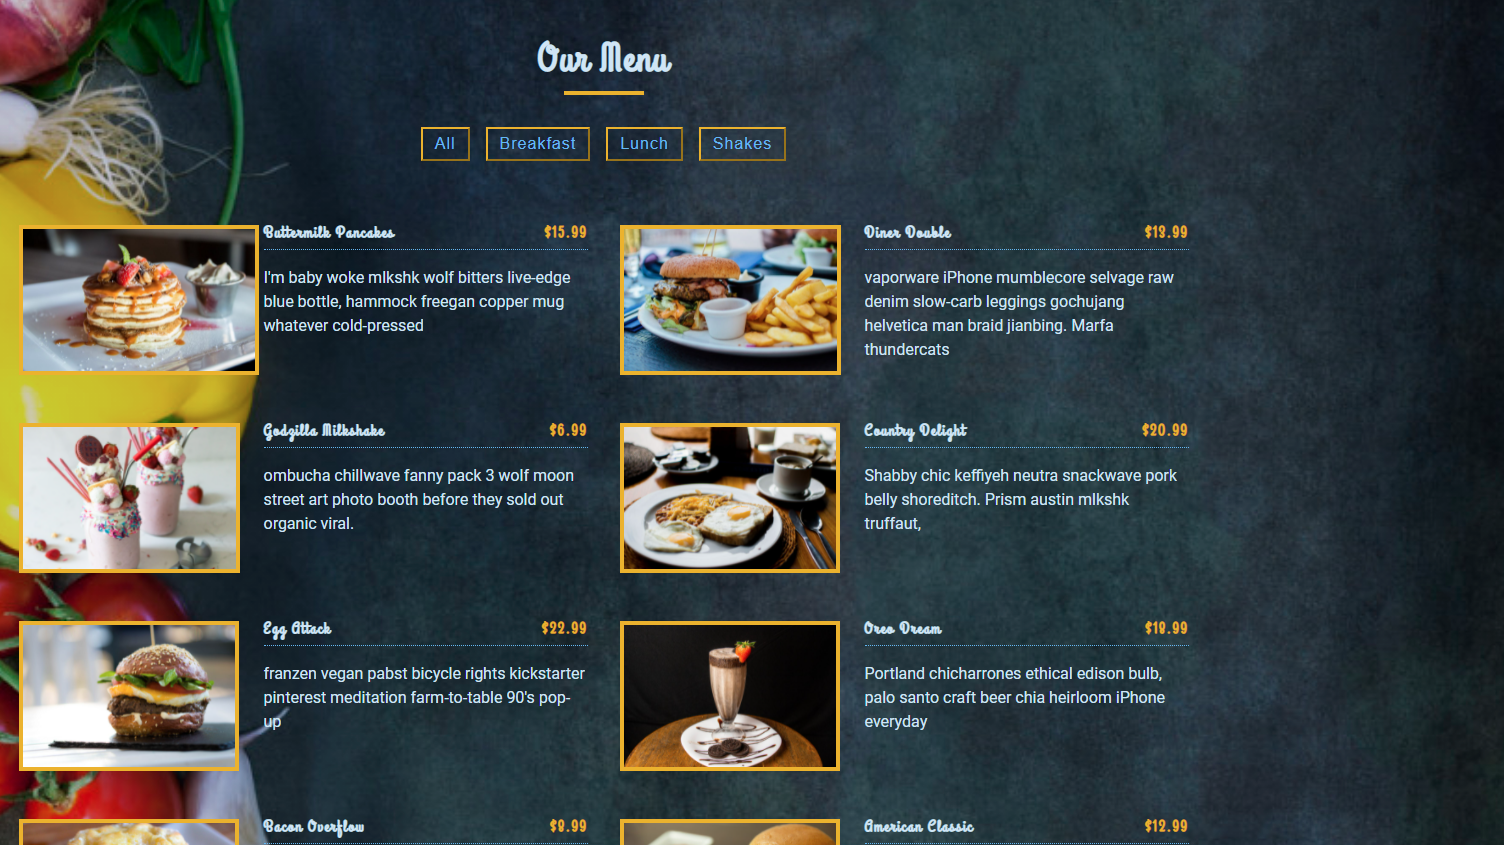 Our Menu
All
Breakfast
Lunch
Shakes
Buttermilk Pancakes $15.99
I'm baby woke mlkshk wolf bitters live-edge
blue bottle, hammock freegan copper mug
whatever cold-pressed
Diner Double $13.99
vaporware iPhone mumblecore selvage raw
denim slow-carb leggings gochujang
helvetica man braid jianbing. Marfa
thundercats
Godzilla Milkshake $6.99
ombucha chillwave fanny pack 3 wolf moon
street art photo booth before they sold out
organic viral.
Country Delight $20.99
Shabby chic keffiyeh neutra snackwave pork
belly shoreditch. Prism austin mlkshk
truffaut,
Egg Attack $22.99
franzen vegan pabst bicycle rights kickstarter
pinterest meditation farm-to-table 90's pop-
up
Oreo Dream $18.99
Portland chicharrones ethical edison bulb,
palo santo craft beer chia heirloom iPhone
everyday
Bacon Overflow $8.99
American Classic $12.99